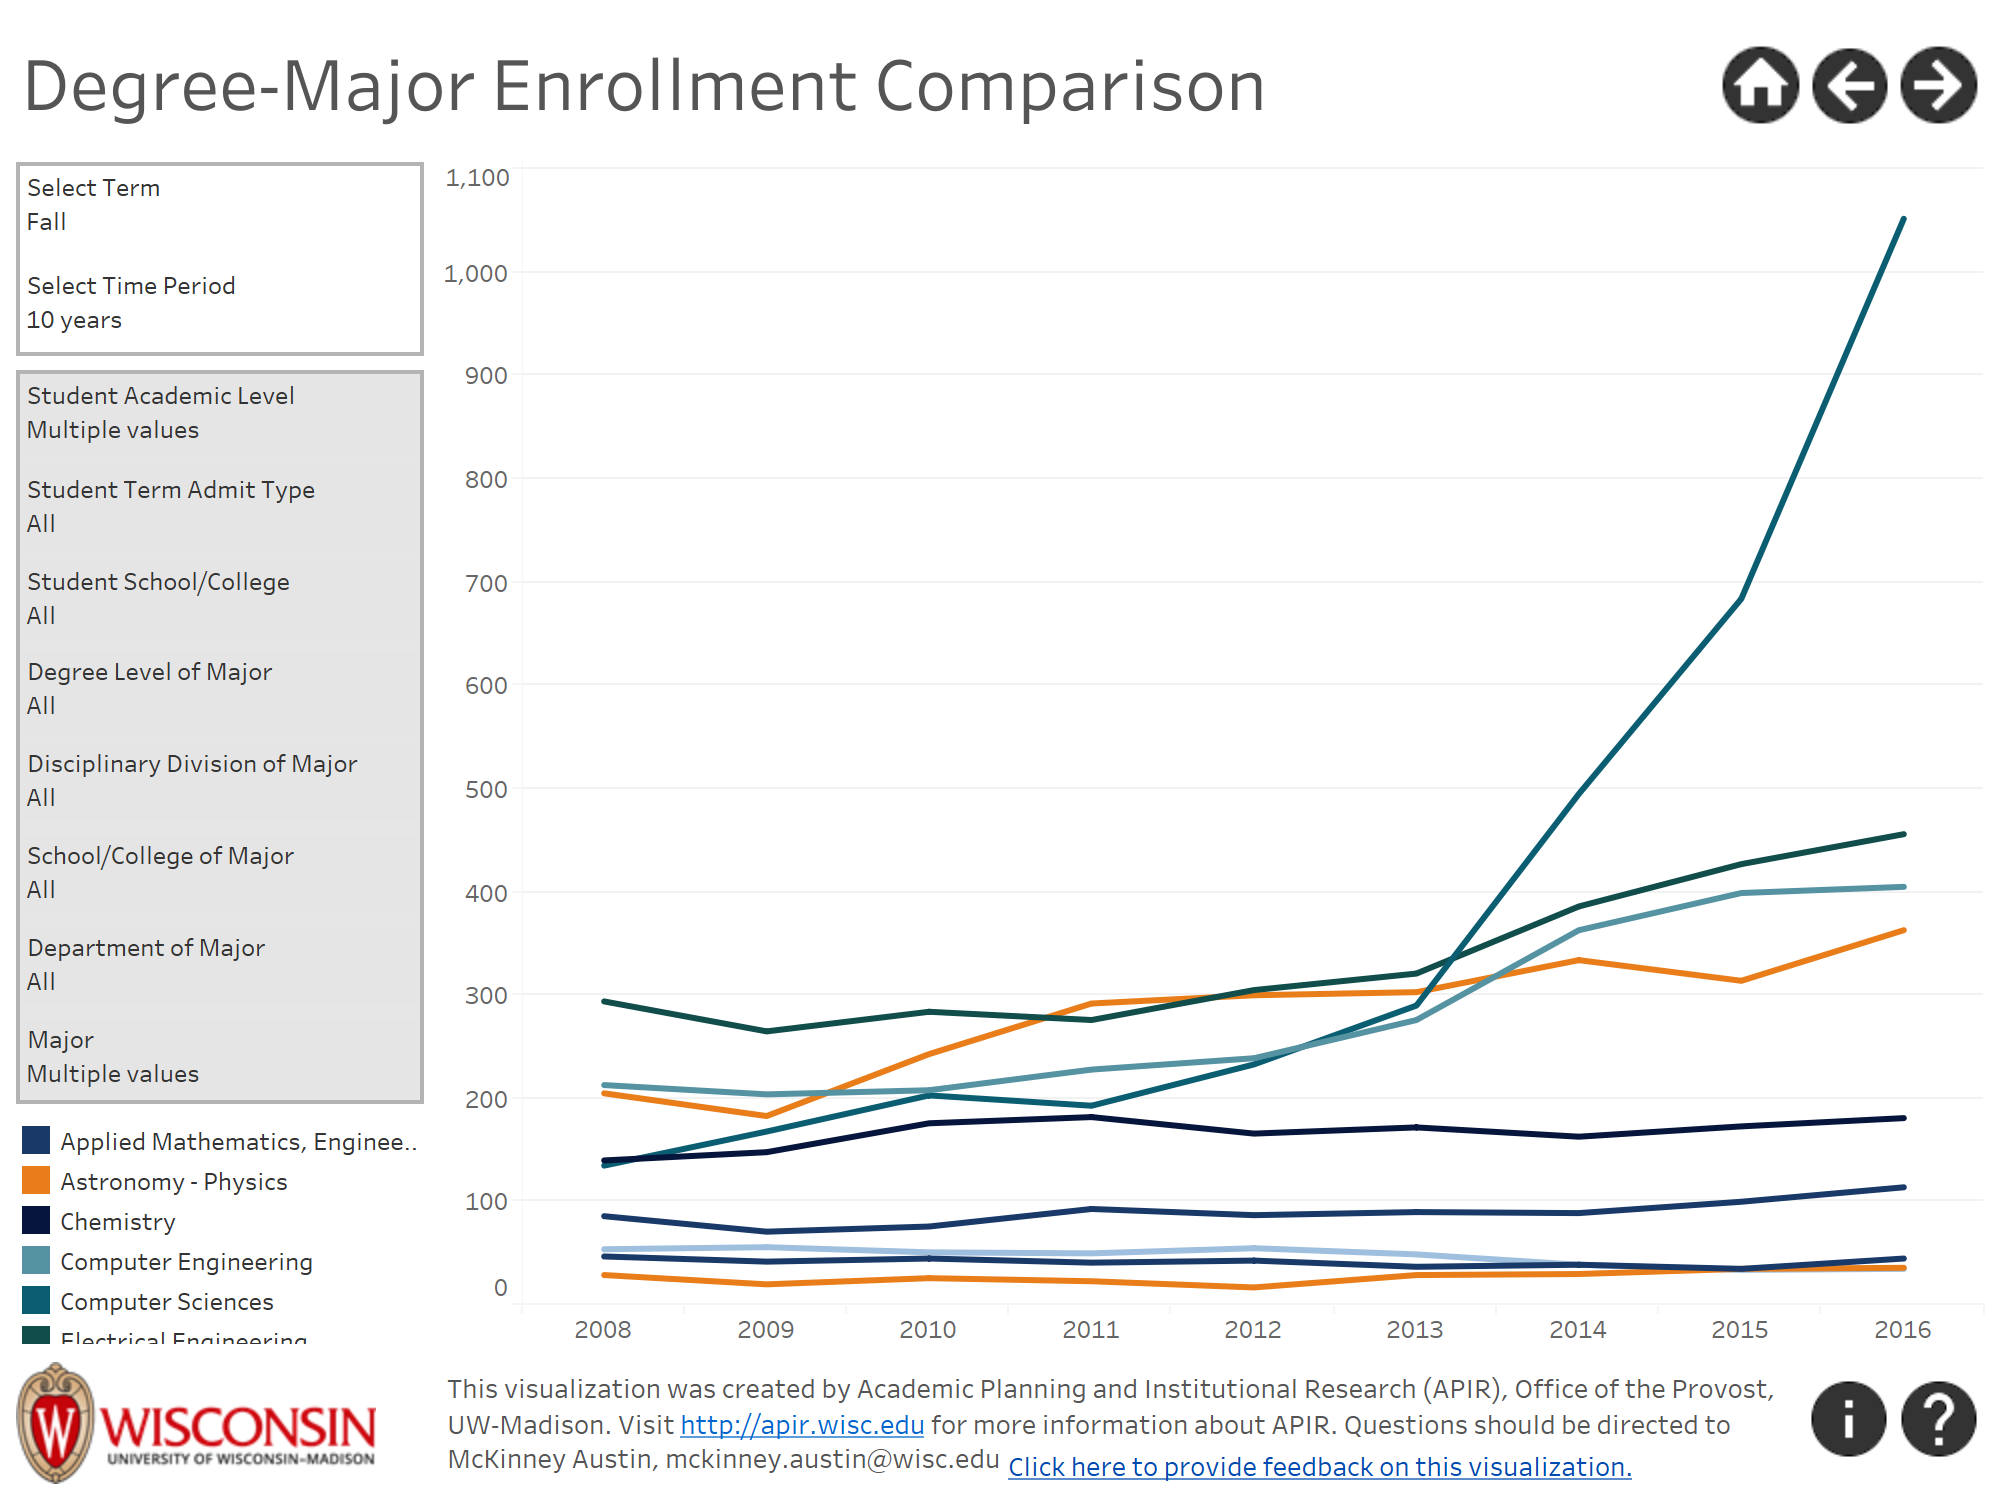 Degree-Major Enrollment Comparison
Select Term
Fall
Select Time Period
10 years
Student Academic Level
Multiple values
Student Term Admit Type
All
Student School/College
All
Degree Level of Major
All
Disciplinary Division of Major
All
School/College of Major
All
Department of Major
All
Major
Multiple values
Applied Mathematics, Enginee..
Astronomy - Physics
Chemistry
Computer Engineering
Computer Sciences
Electrical Engineering
1,100
1,000
900
800
700
600
500
400
300
200
100
0
2008 2009 2010 2011 2012 2013 2014 2015 2016
W WISCONSIN
UNIVERSITY OF WISCONSIN–MADISON
This visualization was created by Academic Planning and Institutional Research (APIR), Office of the Provost,
UW-Madison. Visit http://apir.wisc.edu for more information about APIR. Questions should be directed to
McKinney Austin, mckinney.austin@wisc.edu Click here to provide feedback on this visualization.
i ?